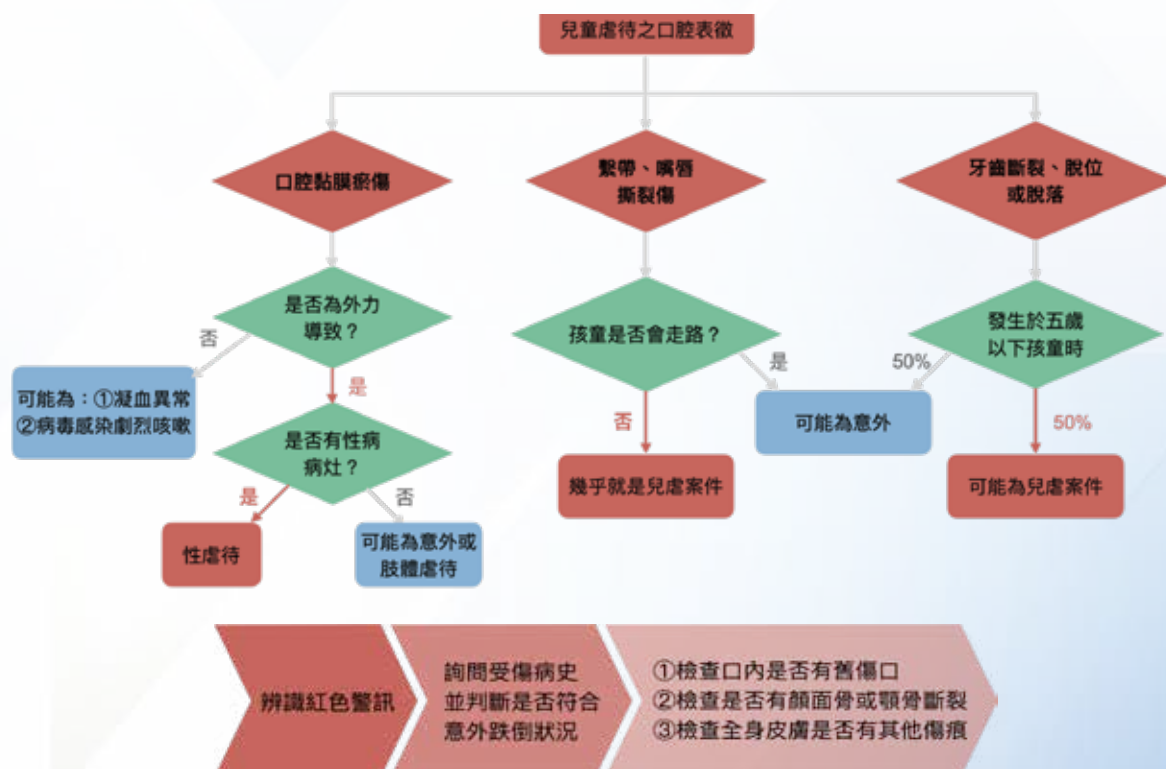 兒童虐待之口腔表徵
口腔黏膜瘀傷
繫帶、嘴唇
撕裂傷
牙齒斷裂、脫位
或脫落
是否為外力
導致？
孩童是否會走路？
發生於五歲
以下孩童時
否
是
是
否
50%
50%
可能為：①凝血異常
②病毒感染劇烈咳嗽
是否有性病
病灶？
可能為意外
幾乎就是兒虐案件
可能為兒虐案件
是
否
性虐待
可能為意外或
肢體虐待
辨識紅色警訊
詢問受傷病史
並判斷是否符合
意外跌倒狀況
①檢查口內是否有舊傷口
②檢查是否有顏面骨或顎骨斷裂
③檢查全身皮膚是否有其他傷痕